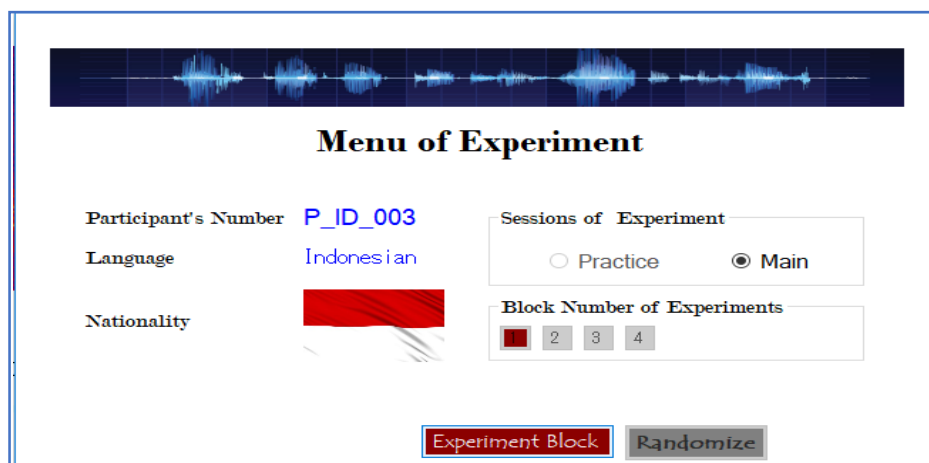 Menu of Experiment
Participant's Number P_ID_003
Language Indonesian
Nationality
Sessions of Experiment
Practice Main
Block Number of Experiments
1 2 3 4
Experiment Block Randomize